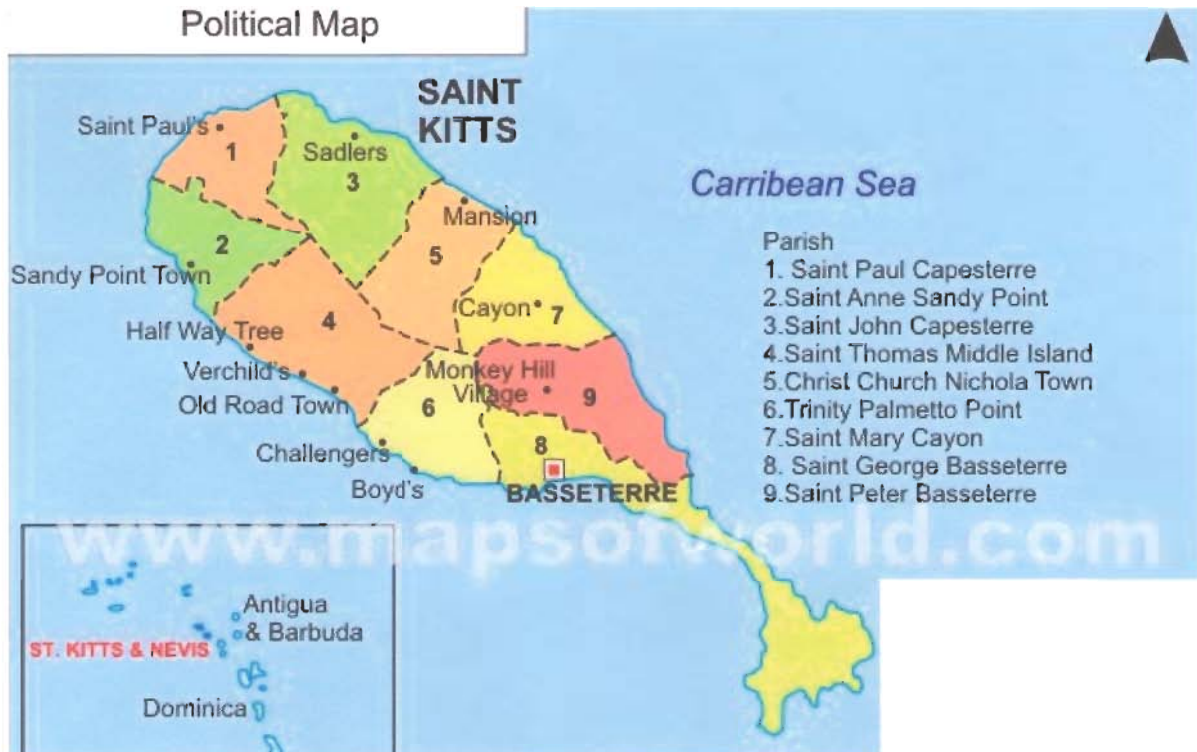 Political Map
SAINT
KITTS
Saint Paul's
1
Sadlers
3
Carribean Sea
Mansion
2
5
Sandy Point Town
Parish
1. Saint Paul Capesterre
2.Saint Anne Sandy Point
3.Saint John Capesterre
4.Saint Thomas Middle Island
5.Christ Church Nichola Town
6.Trinity Palmetto Point
7.Saint Mary Cayon
8. Saint George Basseterre
9.Saint Peter Basseterre
Cayon
7
4
Half Way Tree
Verchild's
Old Road Town
Monkey Hill
Village
9
6
8
Challengers
Boyd's
BASSETERRE
www.mapsofworld.com
Antigua
& Barbuda
ST. KITTS & NEVIS
Dominica